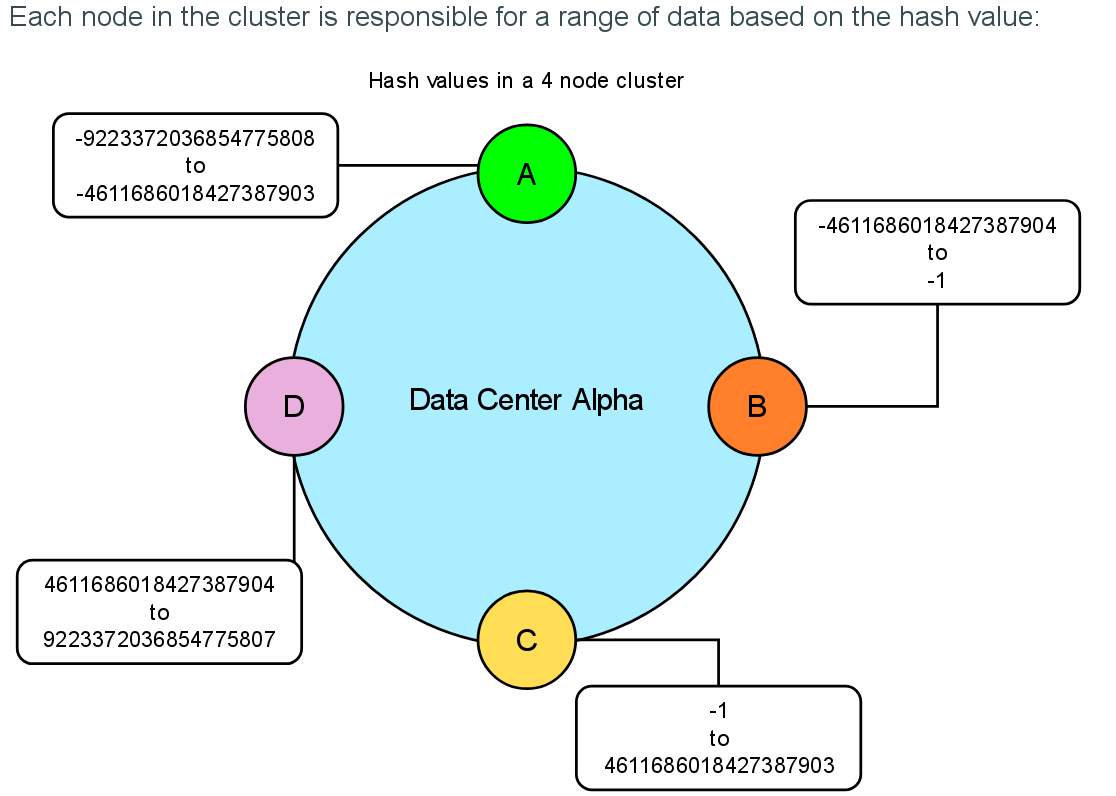 Each node in the cluster is responsible for a range of data based on the hash value:
Hash values in a 4 node cluster
-9223372036854775808
to
-4611686018427387903
A
-4611686018427387904
to
-1
D
Data Center Alpha
B
4611686018427387904
to
9223372036854775807
C
-1
to
4611686018427387903